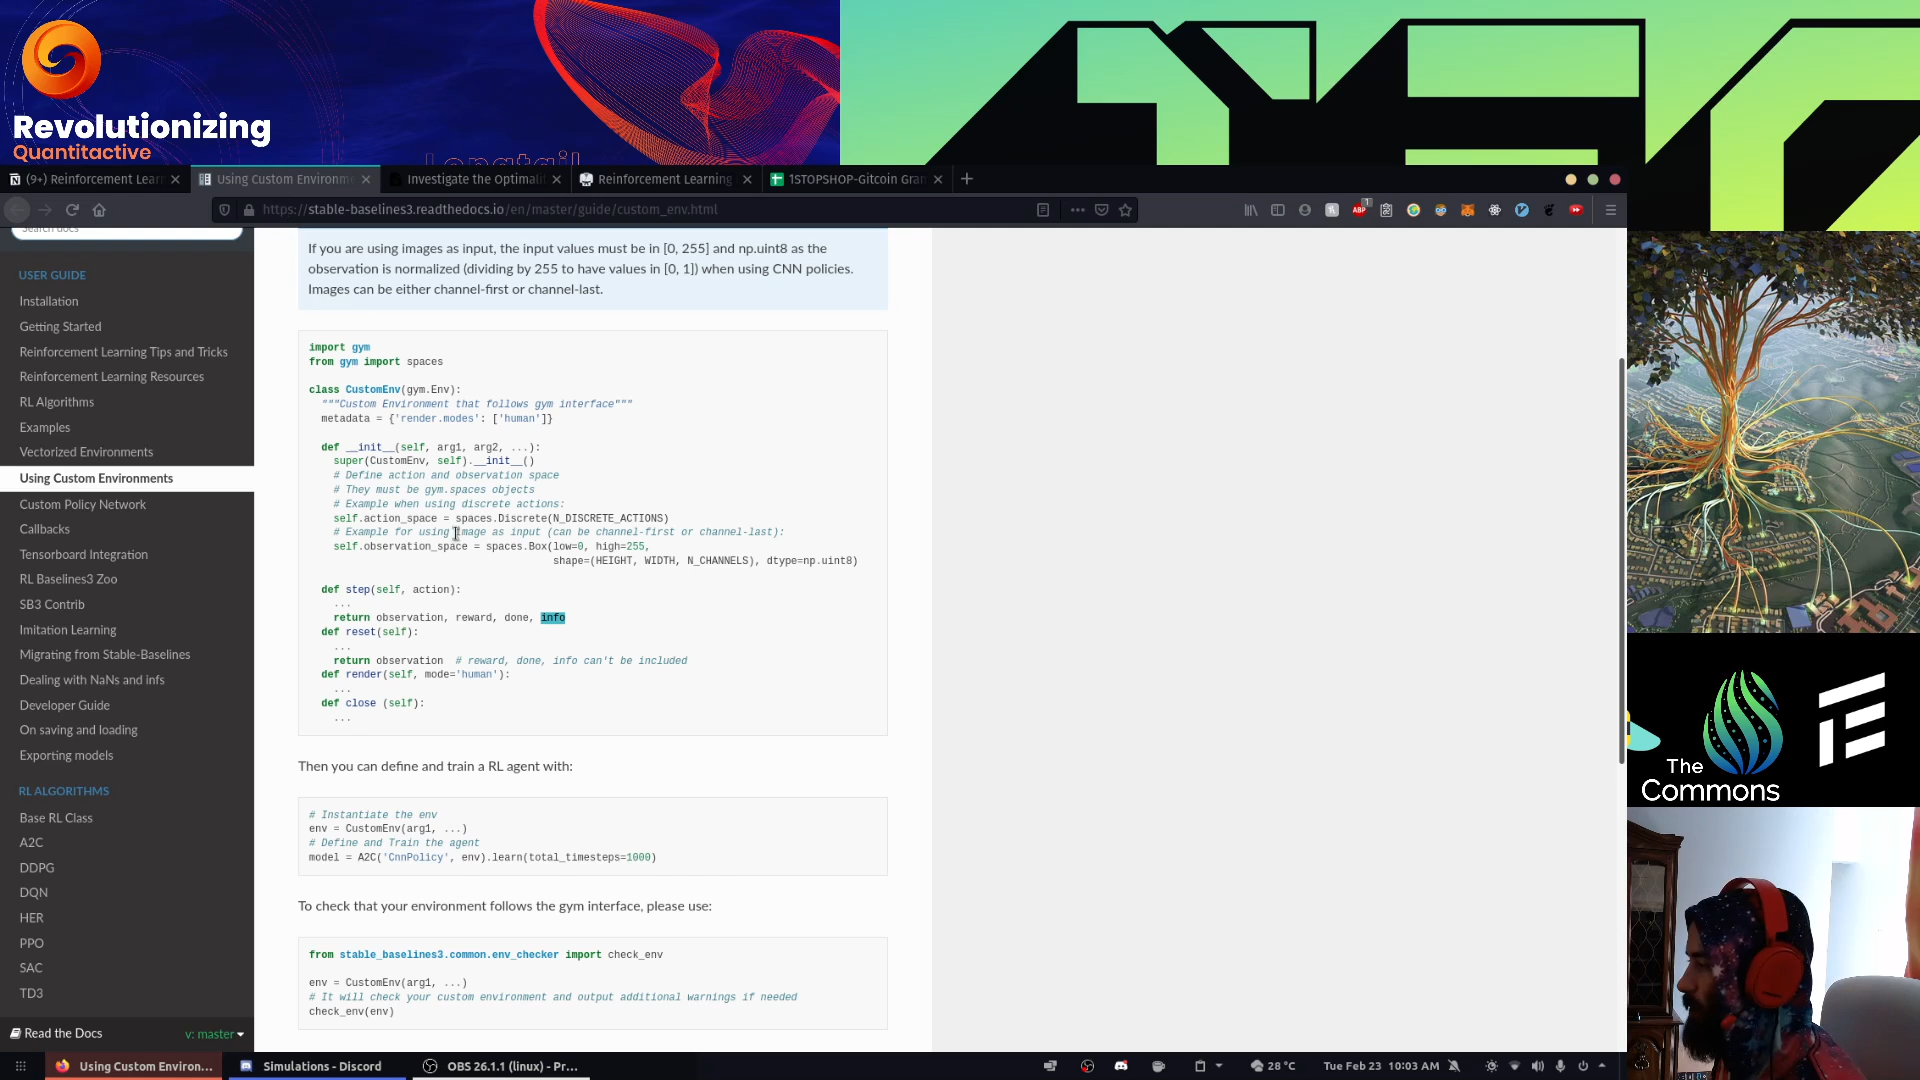 Revolutionizing
Quantitactive
Longtail
(9+) Reinforcement Lear
Using Custom Environme
Investigate the Optimali
Reinforcement Learning
1STOPSHOP-Gitcoin Gran
https://stable-baselines3.readthedocs.io/en/master/guide/custom_env.html
Search docs
USER GUIDE
Installation
Getting Started
Reinforcement Learning Tips and Tricks
Reinforcement Learning Resources
RL Algorithms
Examples
Vectorized Environments
Using Custom Environments
Custom Policy Network
Callbacks
Tensorboard Integration
RL Baselines3 Zoo
SB3 Contrib
Imitation Learning
Migrating from Stable-Baselines
Dealing with NaNs and infs
Developer Guide
On saving and loading
Exporting models
RL ALGORITHMS
Base RL Class
A2C
DDPG
DQN
HER
PPO
SAC
TD3
Read the Docs
v: master
If you are using images as input, the input values must be in [0, 255] and np.uint8 as the
observation is normalized (dividing by 255 to have values in [0, 1]) when using CNN policies.
Images can be either channel-first or channel-last.
import gym
from gym import spaces
class CustomEnv(gym.Env):
"""Custom Environment that follows gym interface"""
metadata = {'render.modes': ['human']}
def __init__(self, arg1, arg2, ...):
super(CustomEnv, self).__init__()
# Define action and observation space
# They must be gym.spaces objects
# Example when using discrete actions:
self.action_space = spaces.Discrete(N_DISCRETE_ACTIONS)
# Example for using image as input (can be channel-first or channel-last):
self.observation_space = spaces.Box(low=0, high=255,
shape=(HEIGHT, WIDTH, N_CHANNELS), dtype=np.uint8)
def step(self, action):
...
return observation, reward, done, info
def reset(self):
...
return observation  # reward, done, info can't be included
def render(self, mode='human'):
...
def close (self):
...
Then you can define and train a RL agent with:
# Instantiate the env
env = CustomEnv(arg1, ...)
# Define and Train the agent
model = A2C('CnnPolicy', env).learn(total_timesteps=1000)
To check that your environment follows the gym interface, please use:
from stable_baselines3.common.env_checker import check_env
env = CustomEnv(arg1, ...)
# It will check your custom environment and output additional warnings if needed
check_env(env)
The
Commons
Using Custom Environ...
Simulations - Discord
OBS 26.1.1 (linux) - Pr...
28 °C
Tue Feb 23
10:03 AM